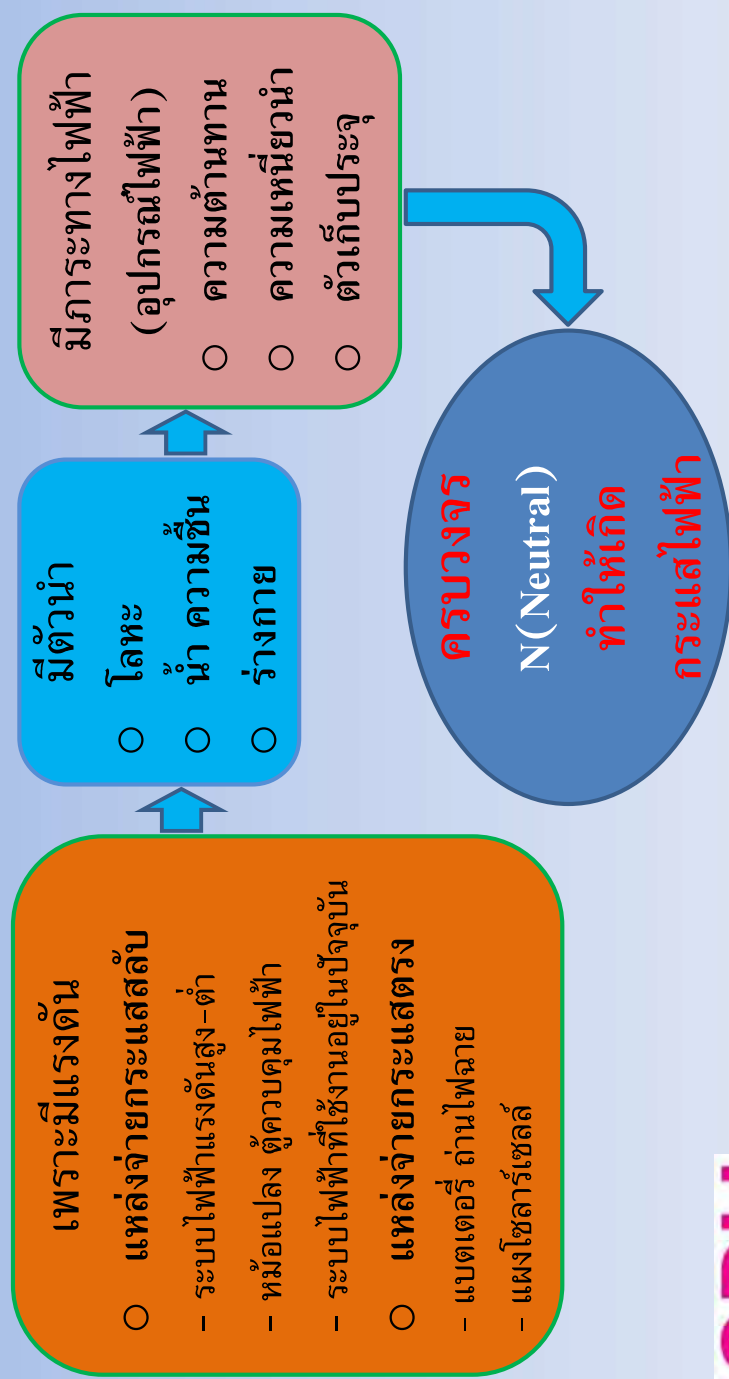 เพราะมีแรงดัน
○ แหล่งจ่ายกระแสสลับ
- ระบบไฟฟ้าแรงดันสูง-ต่ำ
- หม้อแปลง ตู้ควบคุมไฟฟ้า
- ระบบไฟฟ้าที่ใช้งานอยู่ในปัจจุบัน
○ แหล่งจ่ายกระแสตรง
- แบตเตอรี่ ถ่านไฟฉาย
- แผงโซลาร์เซลล์
มีตัวนำ
○ โลหะ
○ น้ำ ความชื้น
○ ร่างกาย
มีภาระทางไฟฟ้า
(อุปกรณ์ไฟฟ้า)
○ ความต้านทาน
○ ความเหนี่ยวนำ
○ ตัวเก็บประจุ
ครบวงจร
N(Neutral)
ทำให้เกิด
กระแสไฟฟ้า